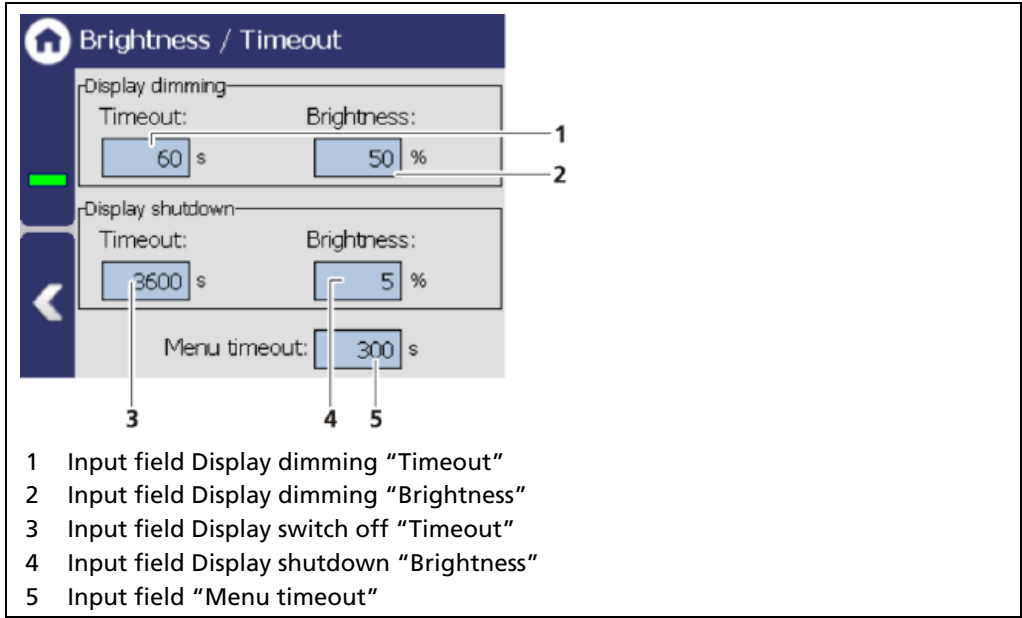 Brightness / Timeout
Display dimming
Timeout: Brightness:
60 s 50 %
1
2
Display shutdown
Timeout: Brightness:
3600 s 5 %
Menu timeout: 300 s
3 4 5
1 Input field Display dimming “Timeout”
2 Input field Display dimming “Brightness”
3 Input field Display switch off “Timeout”
4 Input field Display shutdown “Brightness”
5 Input field “Menu timeout”